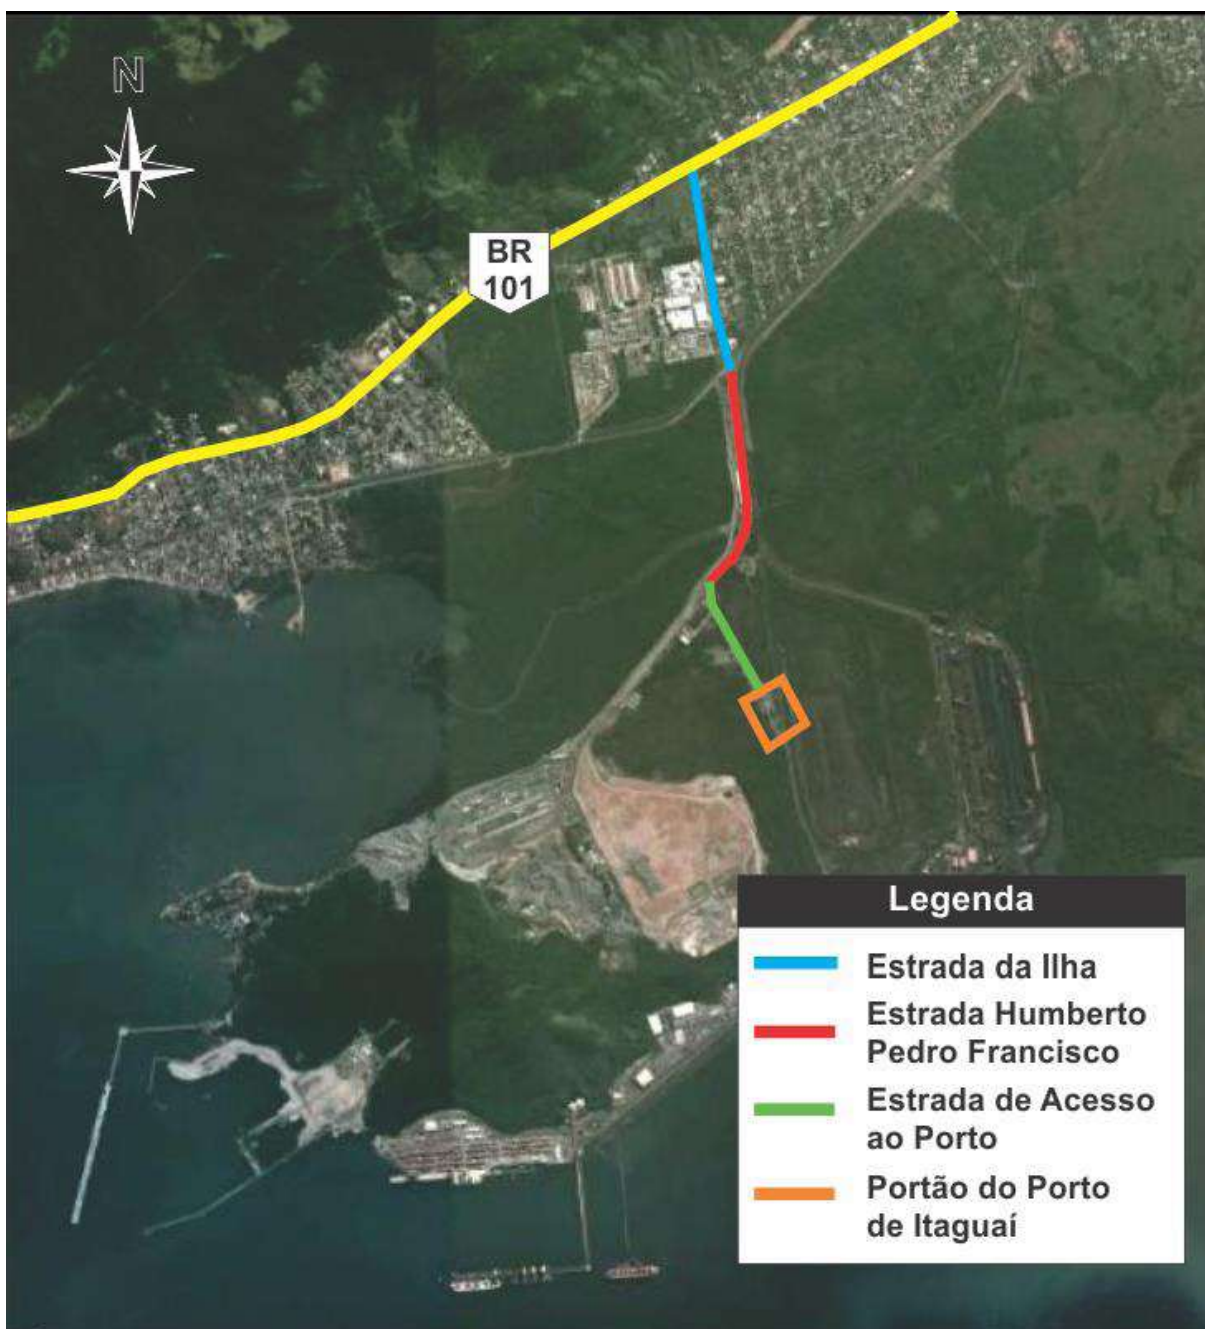 N
BR
101
Legenda
Estrada da Ilha
Estrada Humberto
Pedro Francisco
Estrada de Acesso
ao Porto
Portão do Porto
de Itaguaí